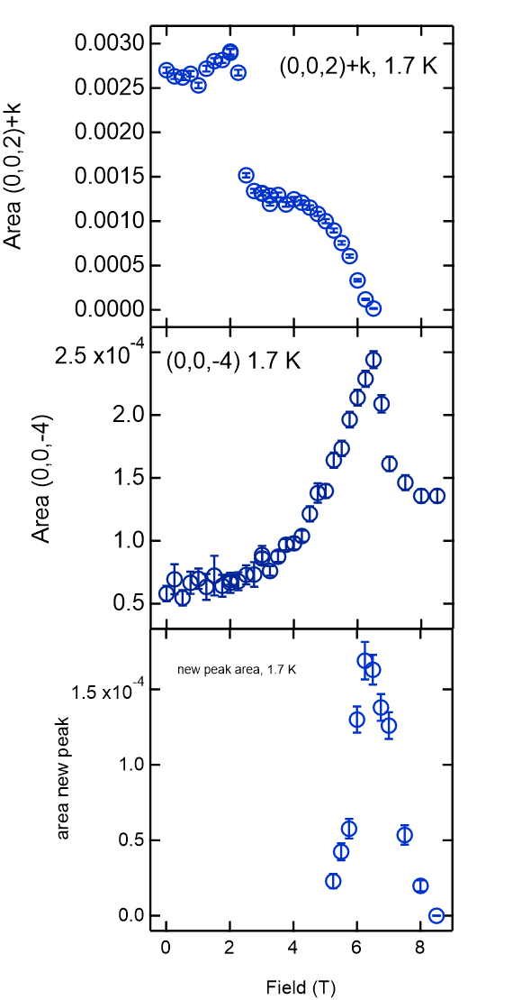 0.0030
0.0025
0.0020
0.0015
0.0010
0.0005
0.0000
Area (0,0,2)+k
(0,0,2)+k, 1.7 K
2.5 x10-4
2.0
1.5
1.0
0.5
Area (0,0,-4)
(0,0,-4) 1.7 K
1.5 x10-4
1.0
0.5
0.0
area new peak
new peak area, 1.7 K
0 2 4 6 8
Field (T)